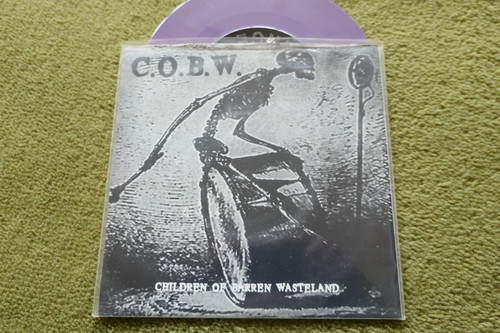 C.O.B.W.
CHILDREN OF BARREN WASTELAND